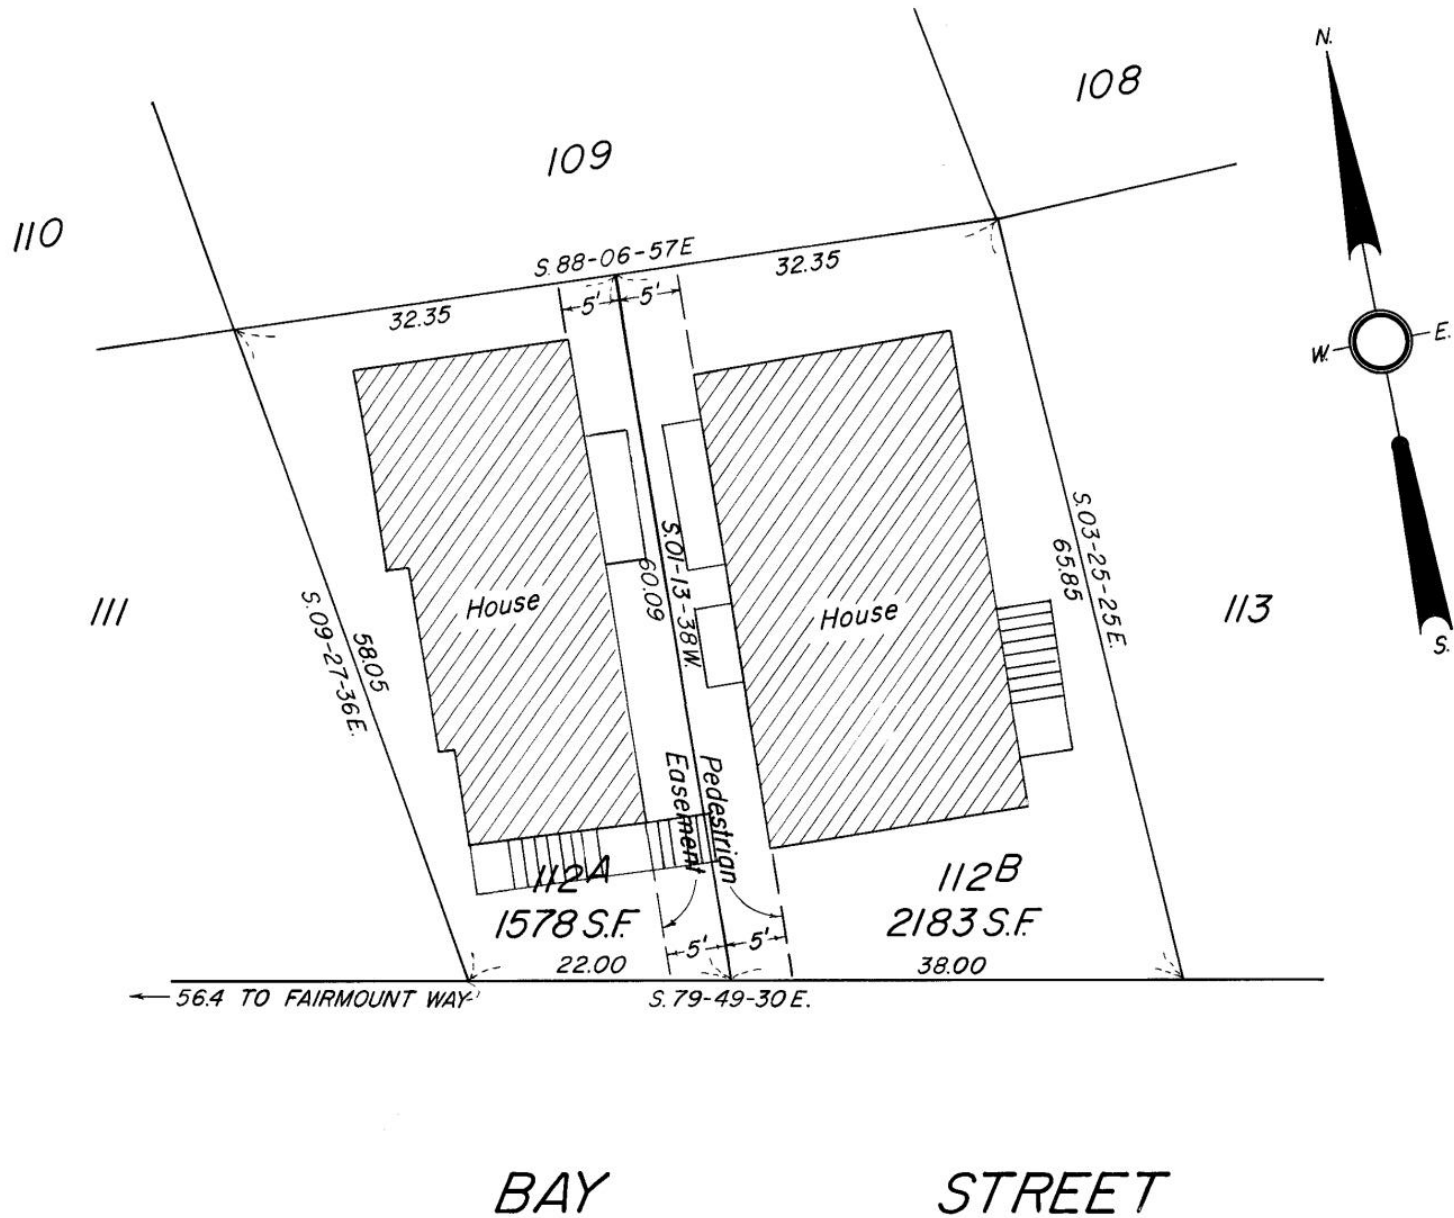 N.
108
109
110
S. 88-06-57E
32.35
5'
5'
32.35
W.
E.
S.
111
House
House
113
S.09-27-36E.
58.05
S.01-13-38W.
60.09
S.03-25-25E.
65.85
Pedestrian
Easement
112A
1578 S.F.
112B
2183 S.F.
5'
5'
22.00
38.00
56.4 TO FAIRMOUNT WAY
S. 79-49-30 E.
BAY STREET